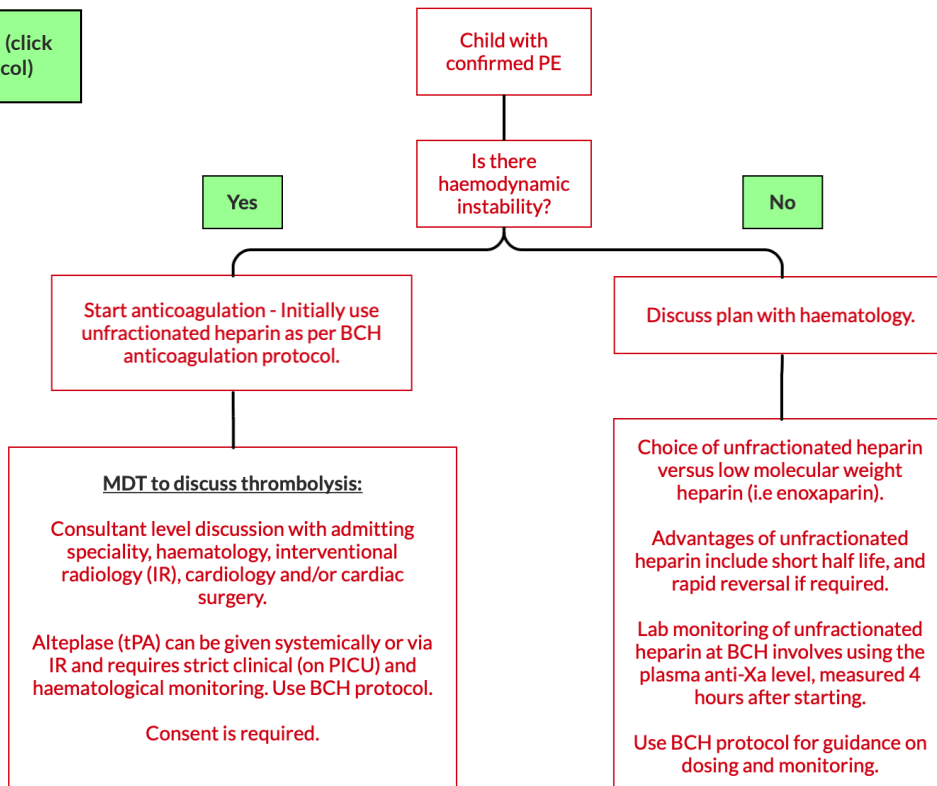 (click
col)
Child with
confirmed PE
Is there
haemodynamic
instability?
Yes
No
Start anticoagulation - Initially use
unfractionated heparin as per BCH
anticoagulation protocol.
Discuss plan with haematology.
MDT to discuss thrombolysis:
Consultant level discussion with admitting
speciality, haematology, interventional
radiology (IR), cardiology and/or cardiac
surgery.
Alteplase (tPA) can be given systemically or via
IR and requires strict clinical (on PICU) and
haematological monitoring. Use BCH protocol.
Consent is required.
Choice of unfractionated heparin
versus low molecular weight
heparin (i.e enoxaparin).
Advantages of unfractionated
heparin include short half life, and
rapid reversal if required.
Lab monitoring of unfractionated
heparin at BCH involves using the
plasma anti-Xa level, measured 4
hours after starting.
Use BCH protocol for guidance on
dosing and monitoring.